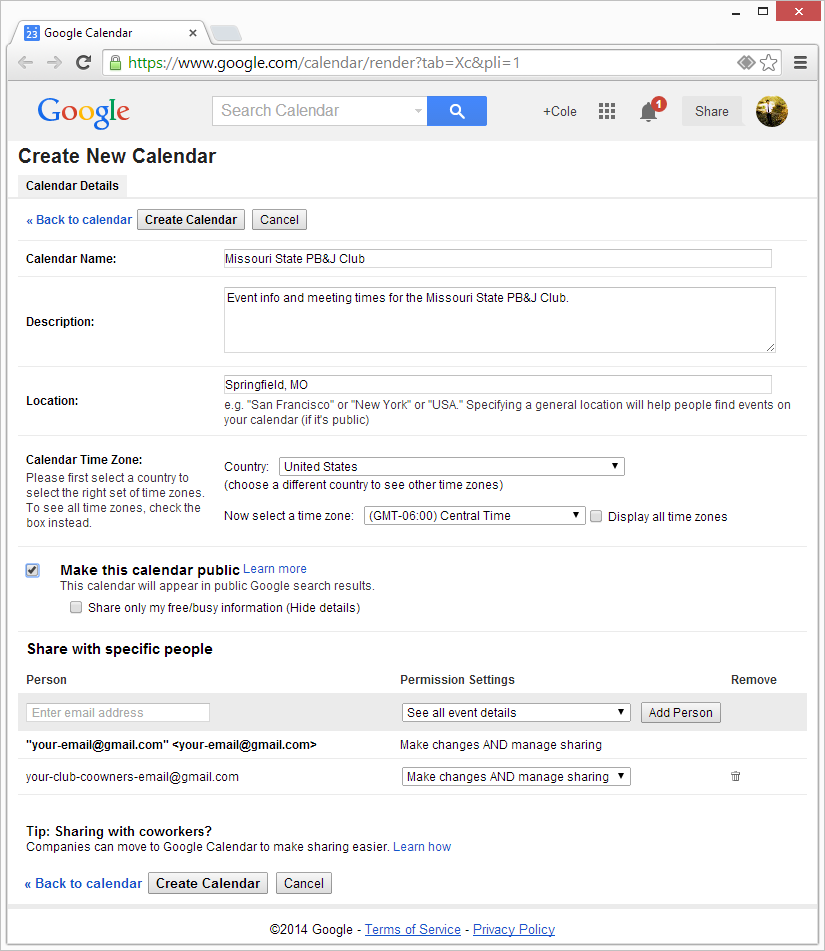 23 Google Calendar
https://www.google.com/calendar/render?tab=Xc&pli=1
Google Search Calendar +Cole 1 Share
Create New Calendar
Calendar Details
« Back to calendar Create Calendar Cancel
Calendar Name: Missouri State PB&J Club
Description: Event info and meeting times for the Missouri State PB&J Club.
Location: Springfield, MO
e.g. "San Francisco" or "New York" or "USA." Specifying a general location will help people find events on
your calendar (if it's public)
Calendar Time Zone:
Please first select a country to
select the right set of time zones.
To see all time zones, check the
box instead.
Country: United States
(choose a different country to see other time zones)
Now select a time zone: (GMT-06:00) Central Time Display all time zones
Make this calendar public Learn more
This calendar will appear in public Google search results.
Share only my free/busy information (Hide details)
Share with specific people
Person Permission Settings Remove
Enter email address See all event details Add Person
"your-email@gmail.com" <your-email@gmail.com> Make changes AND manage sharing
your-club-coowners-email@gmail.com Make changes AND manage sharing
Tip: Sharing with coworkers?
Companies can move to Google Calendar to make sharing easier. Learn how
« Back to calendar Create Calendar Cancel
©2014 Google - Terms of Service - Privacy Policy